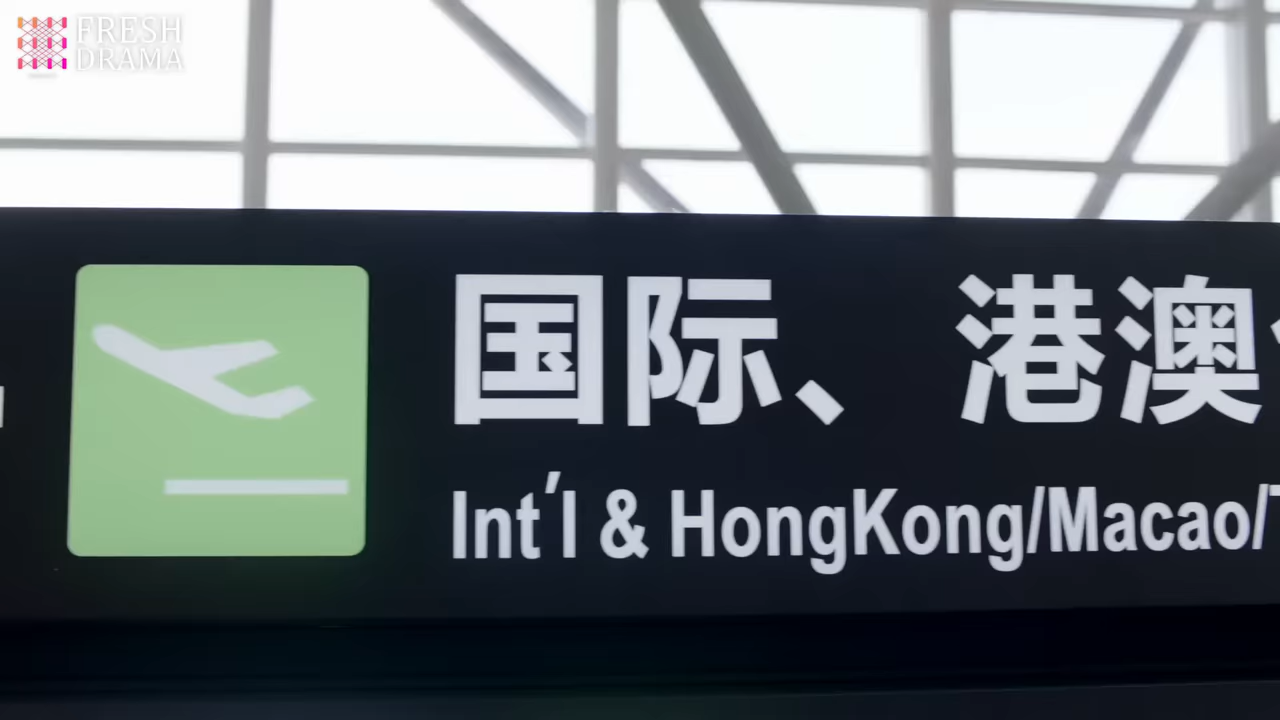 FRESH
DRAMA
国际、港澳
Int'l & HongKong/Macao/